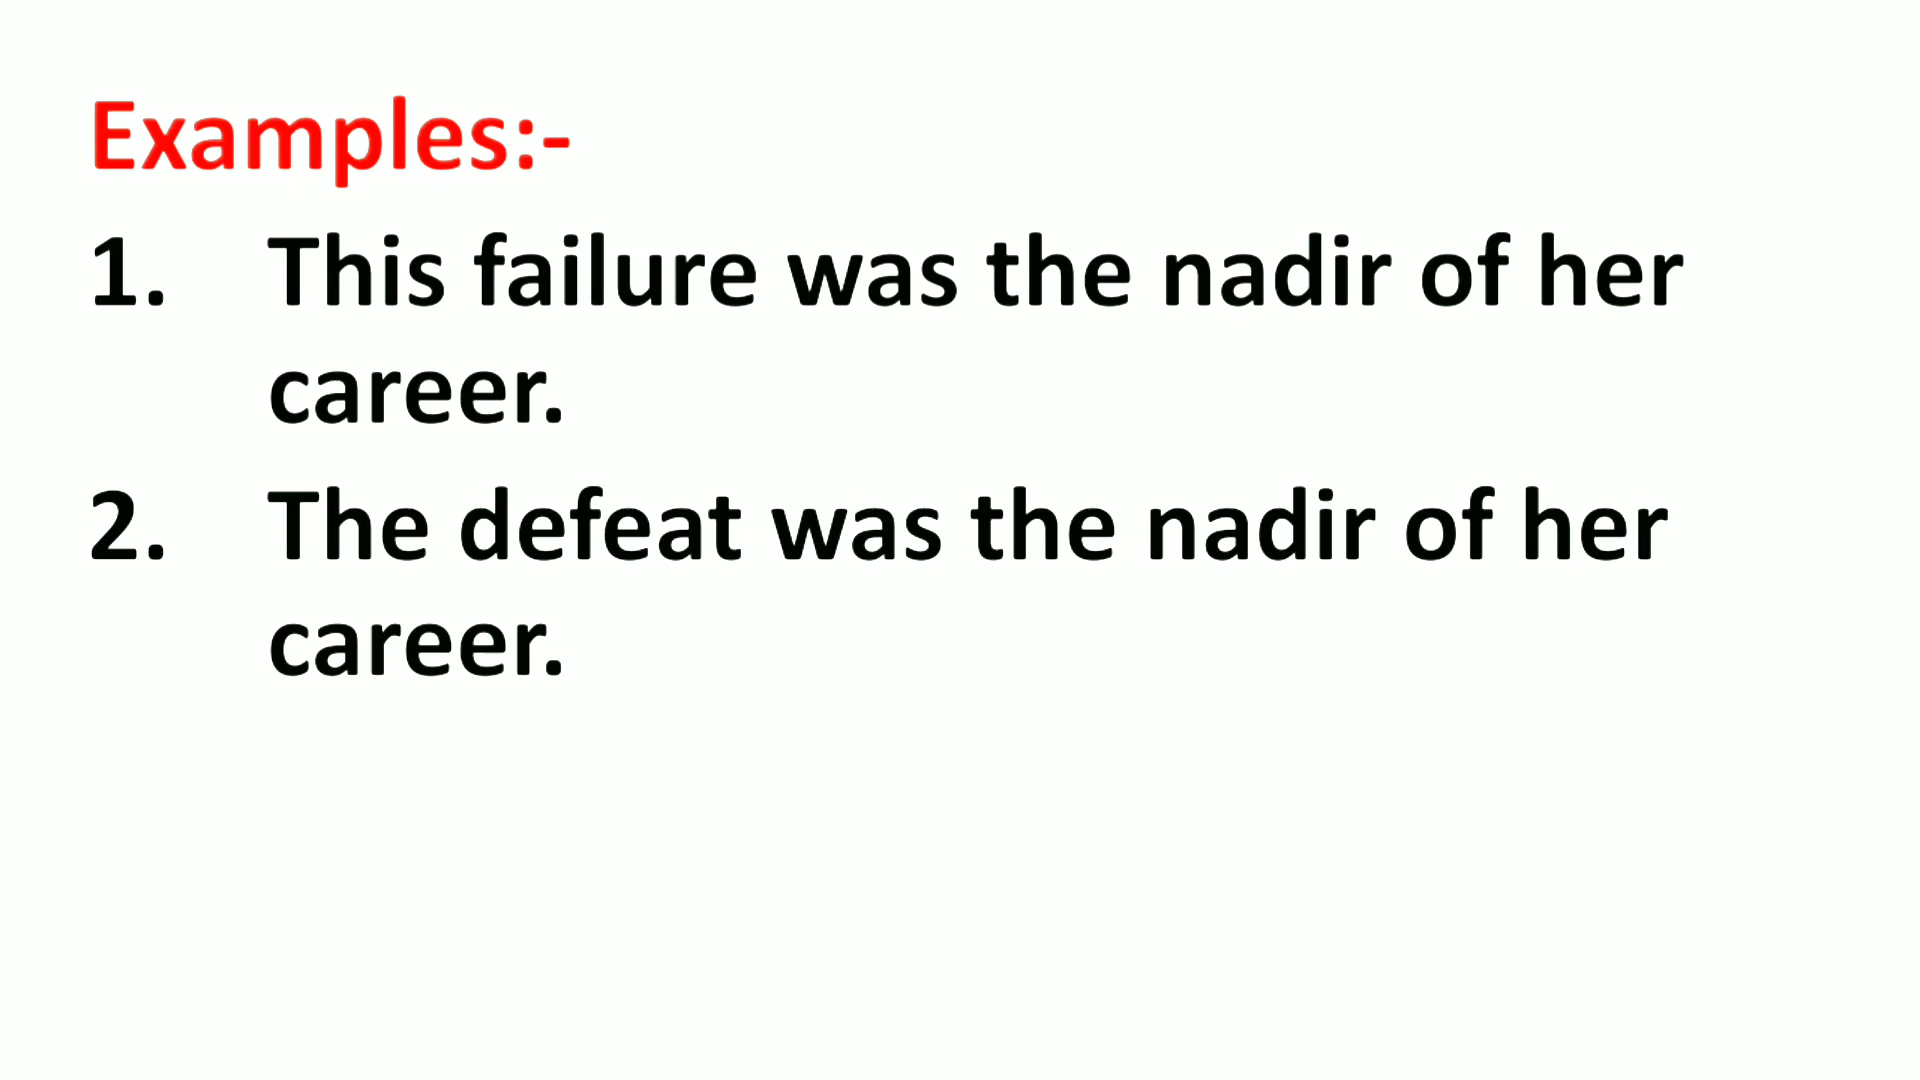 Examples:-
1. This failure was the nadir of her
career.
2. The defeat was the nadir of her
career.